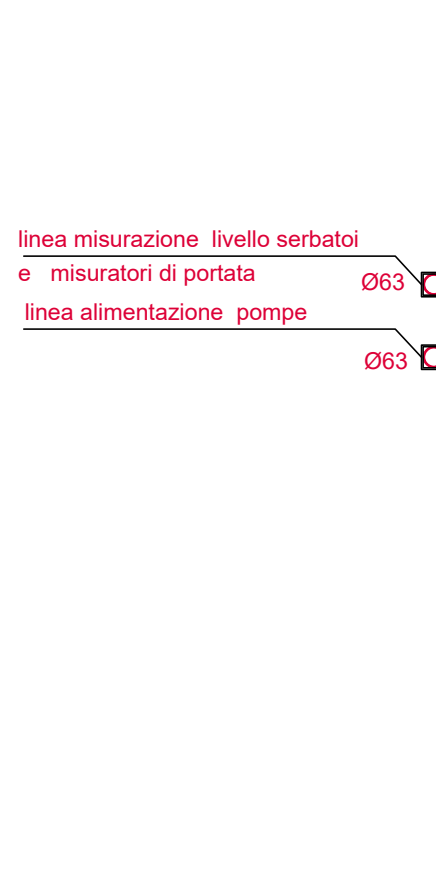 linea misurazione livello serbatoi
e misuratori di portata
Ø63
linea alimentazione pompe
Ø63